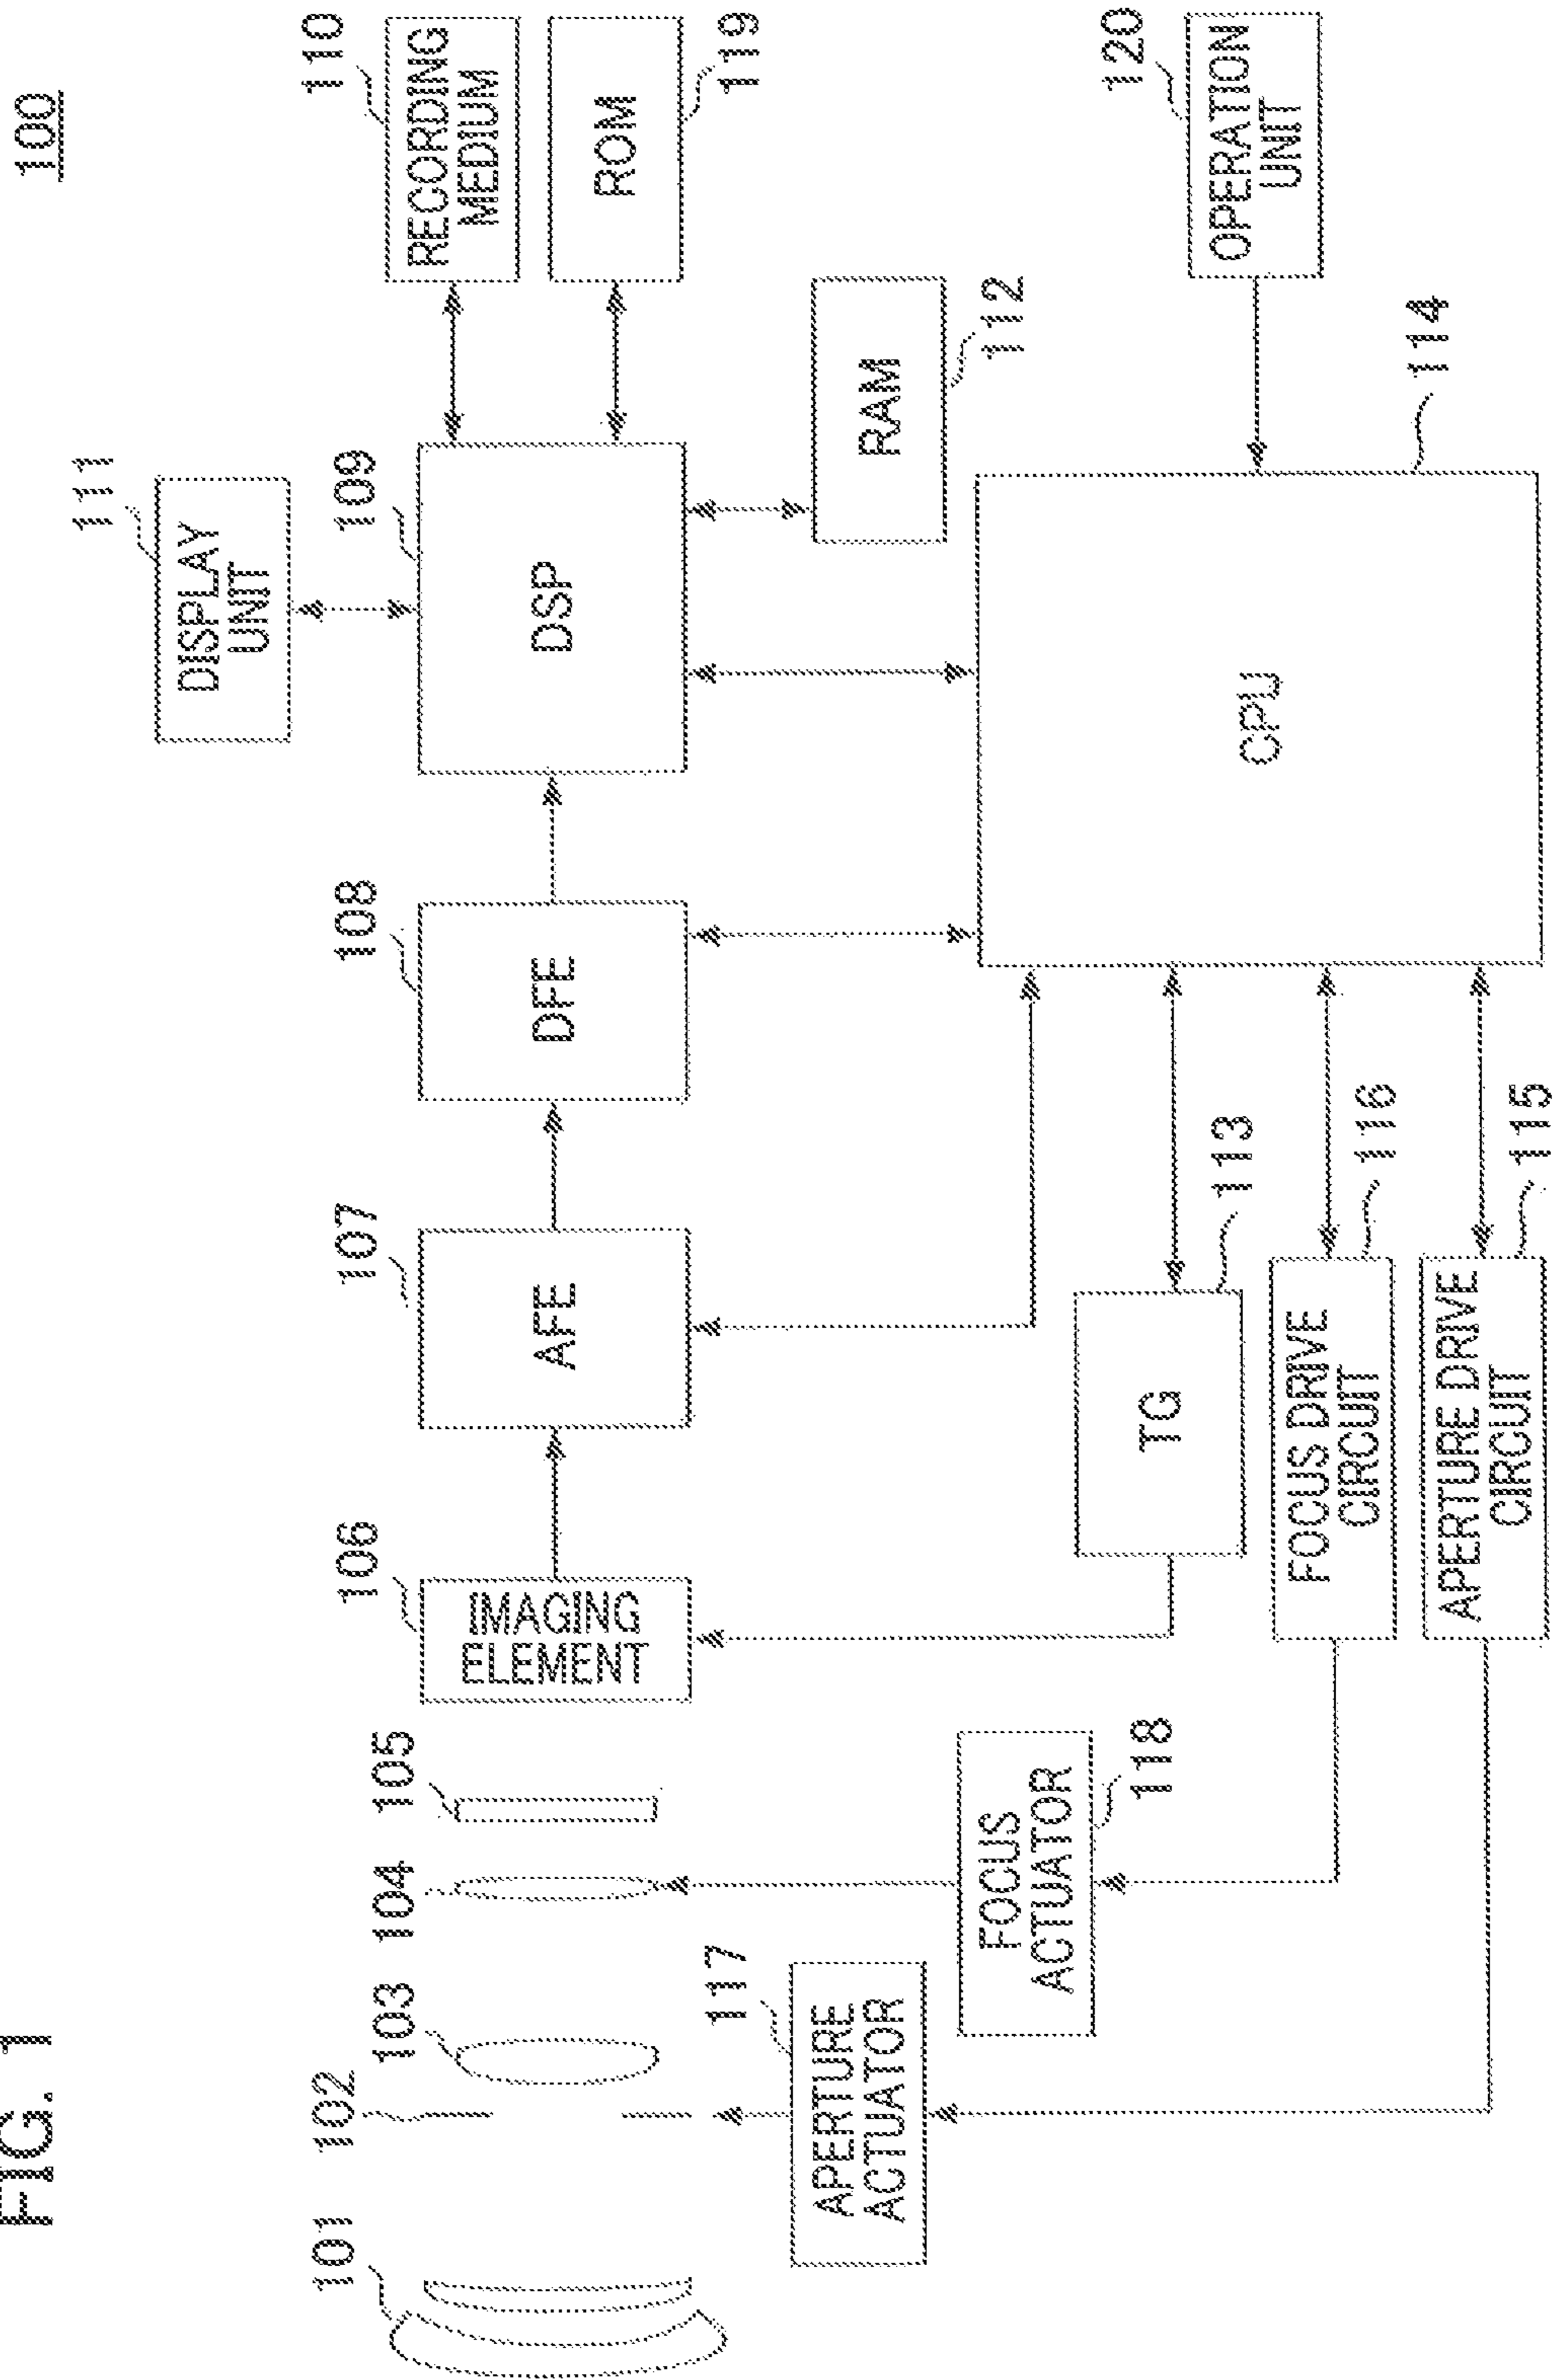 FIG. 1
100
101
102
103
104
105
106
IMAGING
ELEMENT
107
AFE
108
DFE
109
DSP
111
DISPLAY
UNIT
110
RECORDING
MEDIUM
ROM
119
RAM
112
120
OPERATION
UNIT
CPU
114
TG
113
FOCUS DRIVE
CIRCUIT
116
APERTURE DRIVE
CIRCUIT
115
FOCUS
ACTUATOR
118
117
APERTURE
ACTUATOR